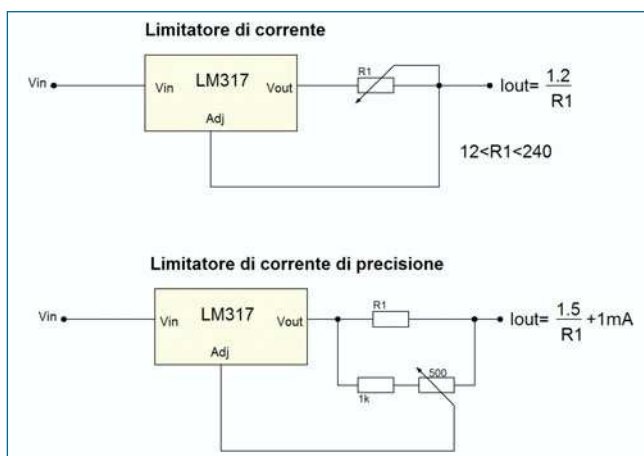 Limitatore di corrente
Vin
Vin
LM317
Vout
Adj
R1
Iout= 1.2
R1
12<R1<240
Limitatore di corrente di precisione
Vin
Vin
LM317
Vout
Adj
R1
1k
500
Iout= 1.5 +1mA
R1